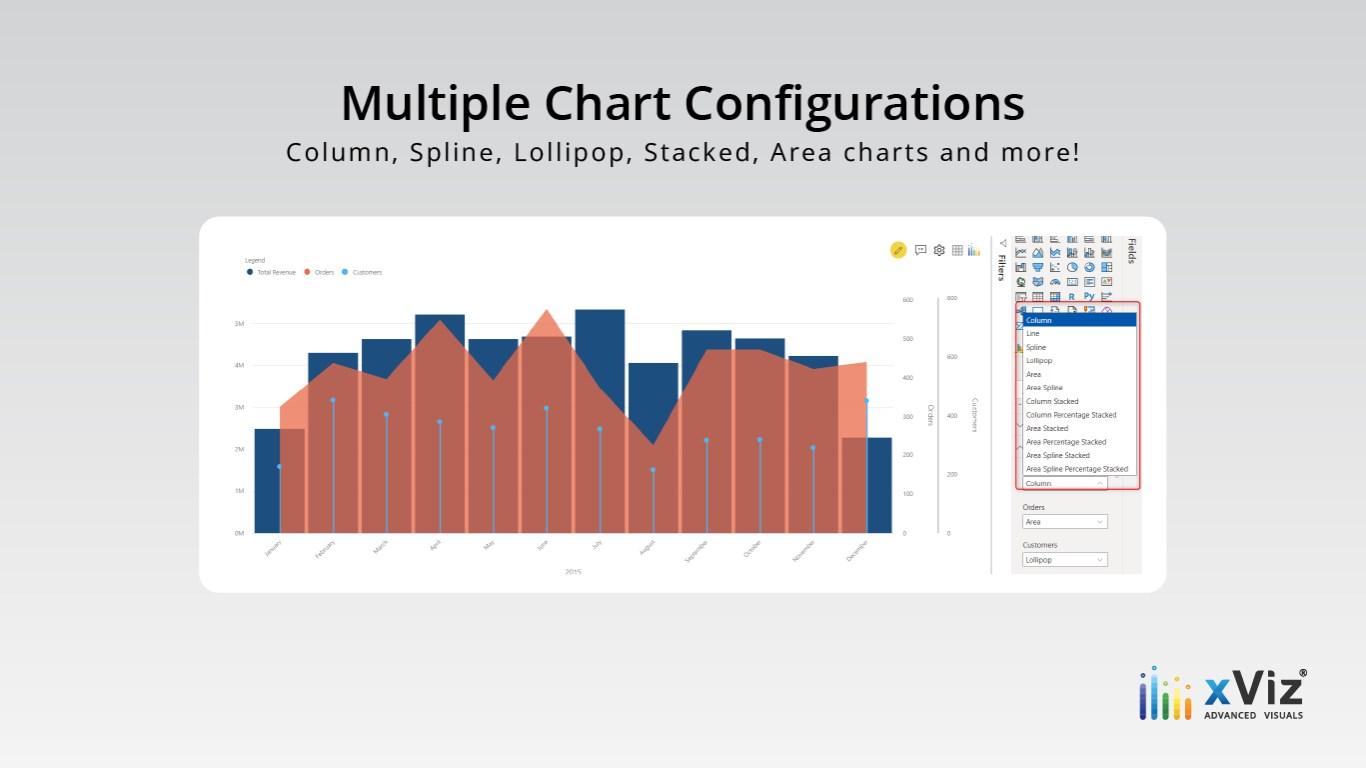 Multiple Chart Configurations
Column, Spline, Lollipop, Stacked, Area charts and more!
Legend
Total Revenue Orders Customers
5M
4M
3M
2M
1M
0M
January
February
March
April
May
June
July
August
September
October
November
December
2015
600
500
400
300
200
100
0
Orders
800
600
400
200
0
Customers
Filters
Fields
R Py
Column
Line
Spline
Lollipop
Area
Area Spline
Column Stacked
Column Percentage Stacked
Area Stacked
Area Percentage Stacked
Area Spline Stacked
Area Spline Percentage Stacked
Column
Orders
Area
Customers
Lollipop
xViz®
ADVANCED VISUALS